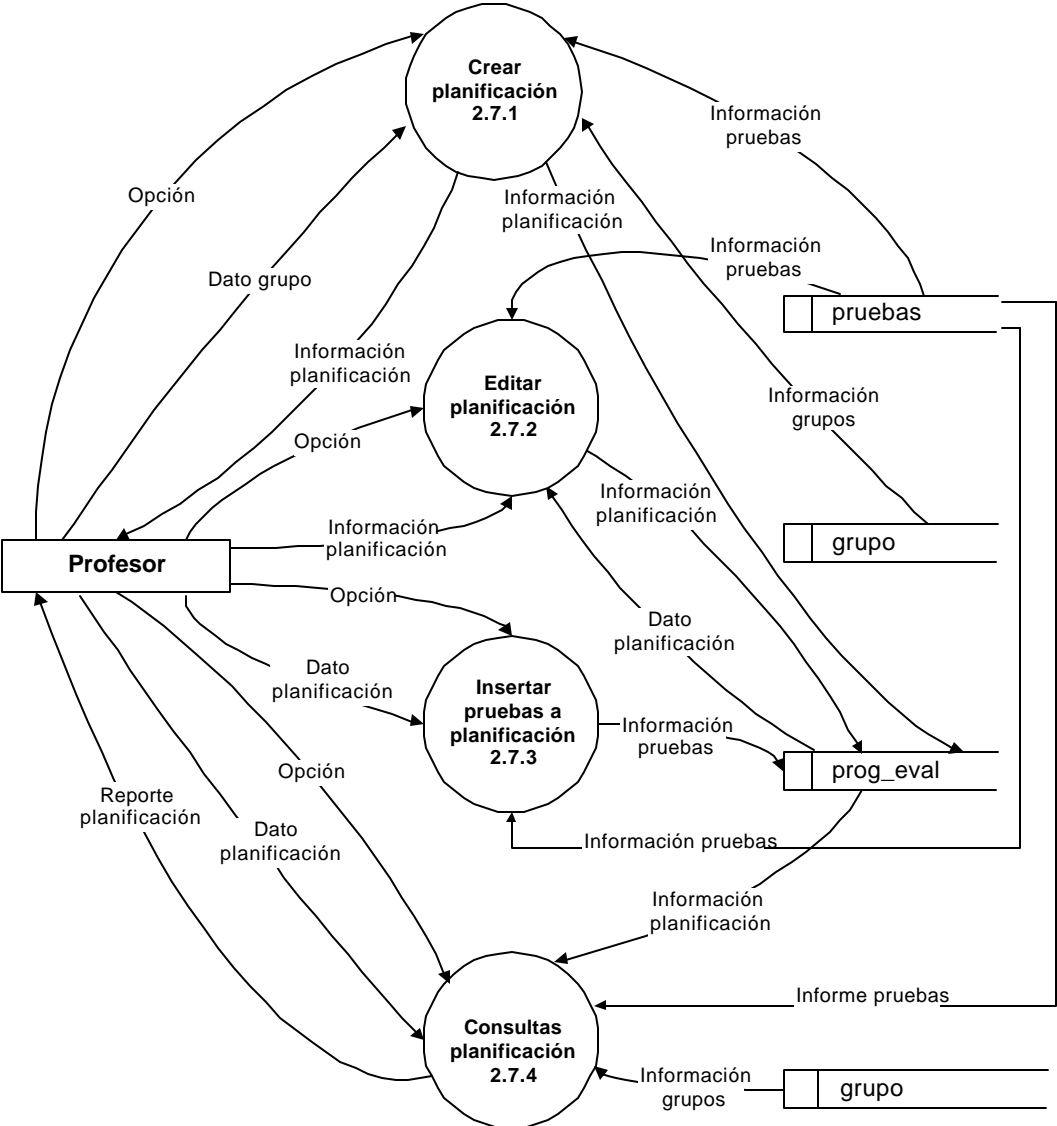 Crear
planificación
2.7.1
Información
pruebas
Opción
Información
planificación
Información
pruebas
Dato grupo
pruebas
Información
planificación
Editar
planificación
2.7.2
Información
grupos
Opción
Información
planificación
Información
planificación
grupo
Profesor
Opción
Dato
planificación
Dato
planificación
Insertar
pruebas a
planificación
2.7.3
Información
pruebas
prog_eval
Opción
Reporte
planificación
Dato
planificación
Información pruebas
Información
planificación
Informe pruebas
Consultas
planificación
2.7.4
Información
grupos
grupo